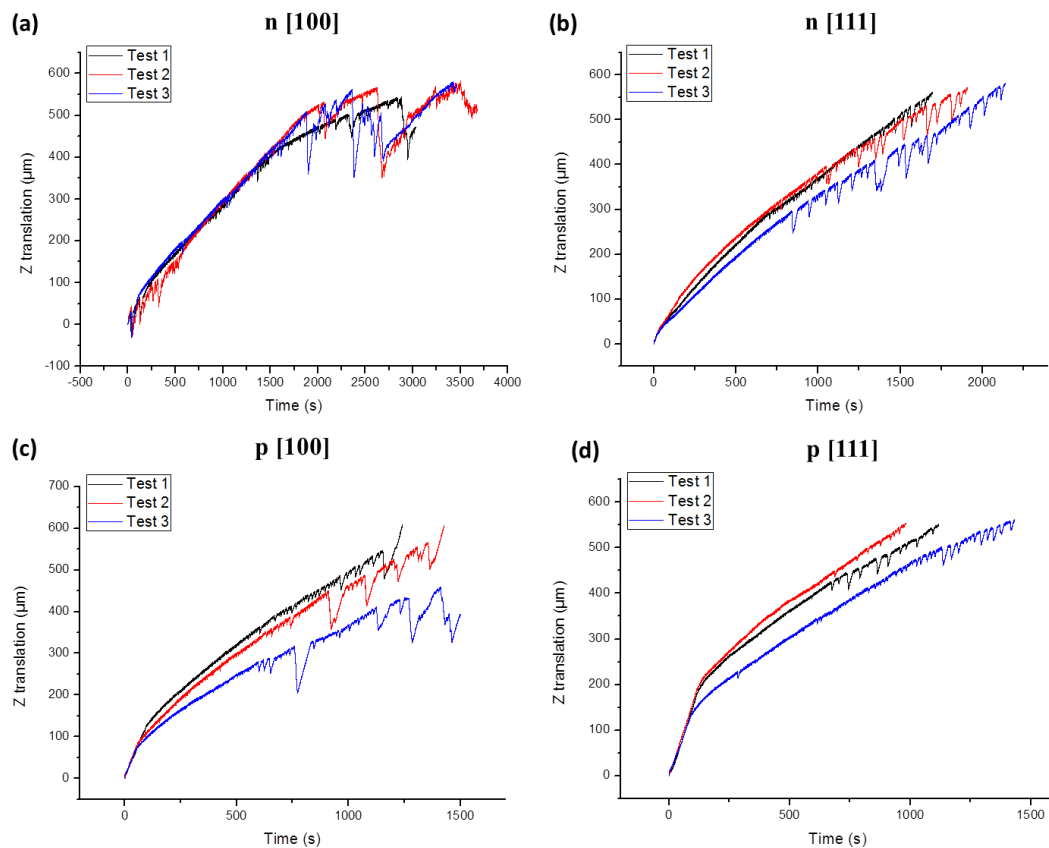 (a) n [100]
Test 1
Test 2
Test 3
600
500
400
300
200
100
0
-100
-500 0 500 1000 1500 2000 2500 3000 3500 4000
Z translation (µm)
Time (s)
(b) n [111]
Test 1
Test 2
Test 3
600
500
400
300
200
100
0
0 500 1000 1500 2000
Z translation (µm)
Time (s)
(c) p [100]
Test 1
Test 2
Test 3
700
600
500
400
300
200
100
0
0 500 1000 1500
Z translation (µm)
Time (s)
(d) p [111]
Test 1
Test 2
Test 3
600
500
400
300
200
100
0
0 500 1000 1500
Z translation (µm)
Time (s)